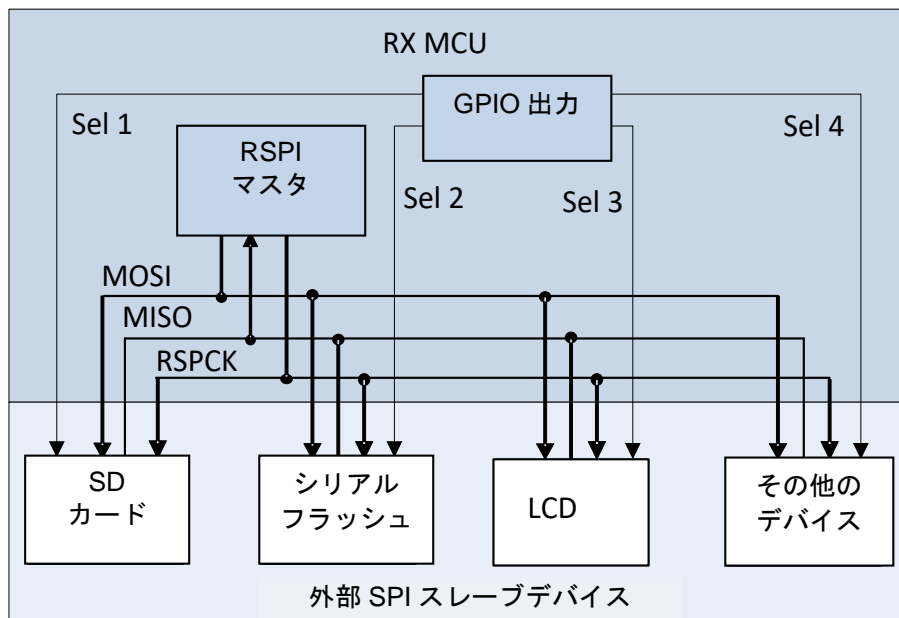 RX MCU
GPIO 出力
Sel 1
Sel 4
RSPI
マスタ
Sel 2
Sel 3
MOSI
MISO
RSPCK
SD
カード
シリアル
フラッシュ
LCD
その他の
デバイス
外部 SPI スレーブデバイス